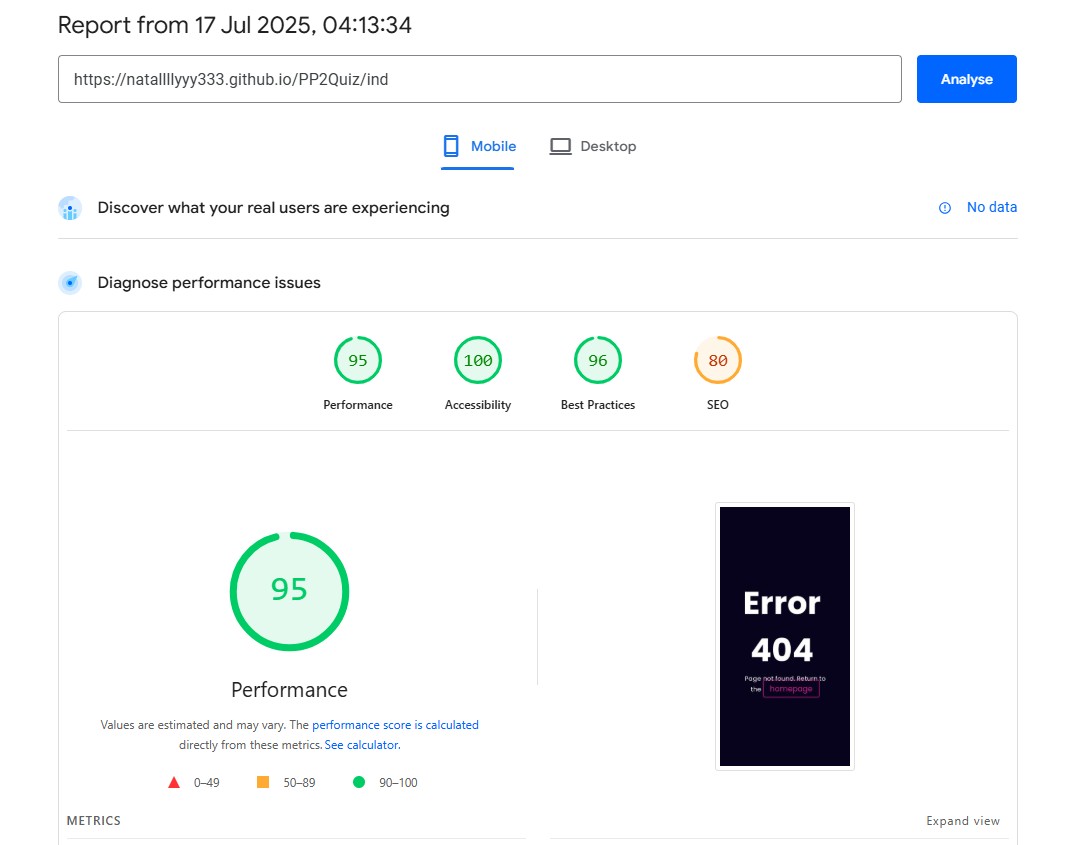 Report from 17 Jul 2025, 04:13:34
https://natallllyyy333.github.io/PP2Quiz/ind
Analyse
Mobile
Desktop
Discover what your real users are experiencing
No data
Diagnose performance issues
95
100
96
80
Performance
Accessibility
Best Practices
SEO
95
Performance
Values are estimated and may vary. The performance score is calculated
directly from these metrics. See calculator.
0–49
50–89
90–100
Error
404
Page not found. Return to
the homepage
METRICS
Expand view